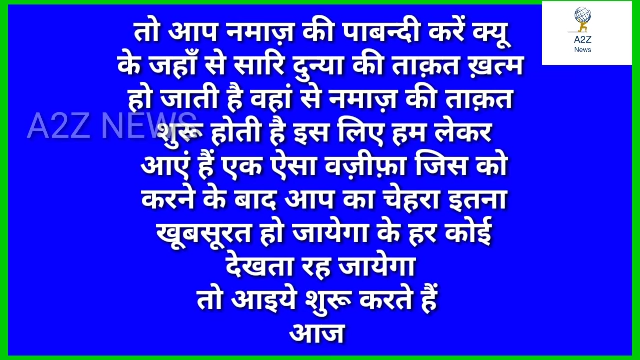 तो आप नमाज़ की पाबन्दी करें क्यू
के जहाँ से सारि दुन्या की ताक़त ख़त्म
हो जाती है वहां से नमाज़ की ताक़त
शुरू होती है इस लिए हम लेकर
आएं हैं एक ऐसा वज़ीफ़ा जिस को
करने के बाद आप का चेहरा इतना
खूबसूरत हो जायेगा के हर कोई
देखता रह जायेगा
तो आइये शुरू करते हैं
आज
A2Z
News
A2Z NEWS